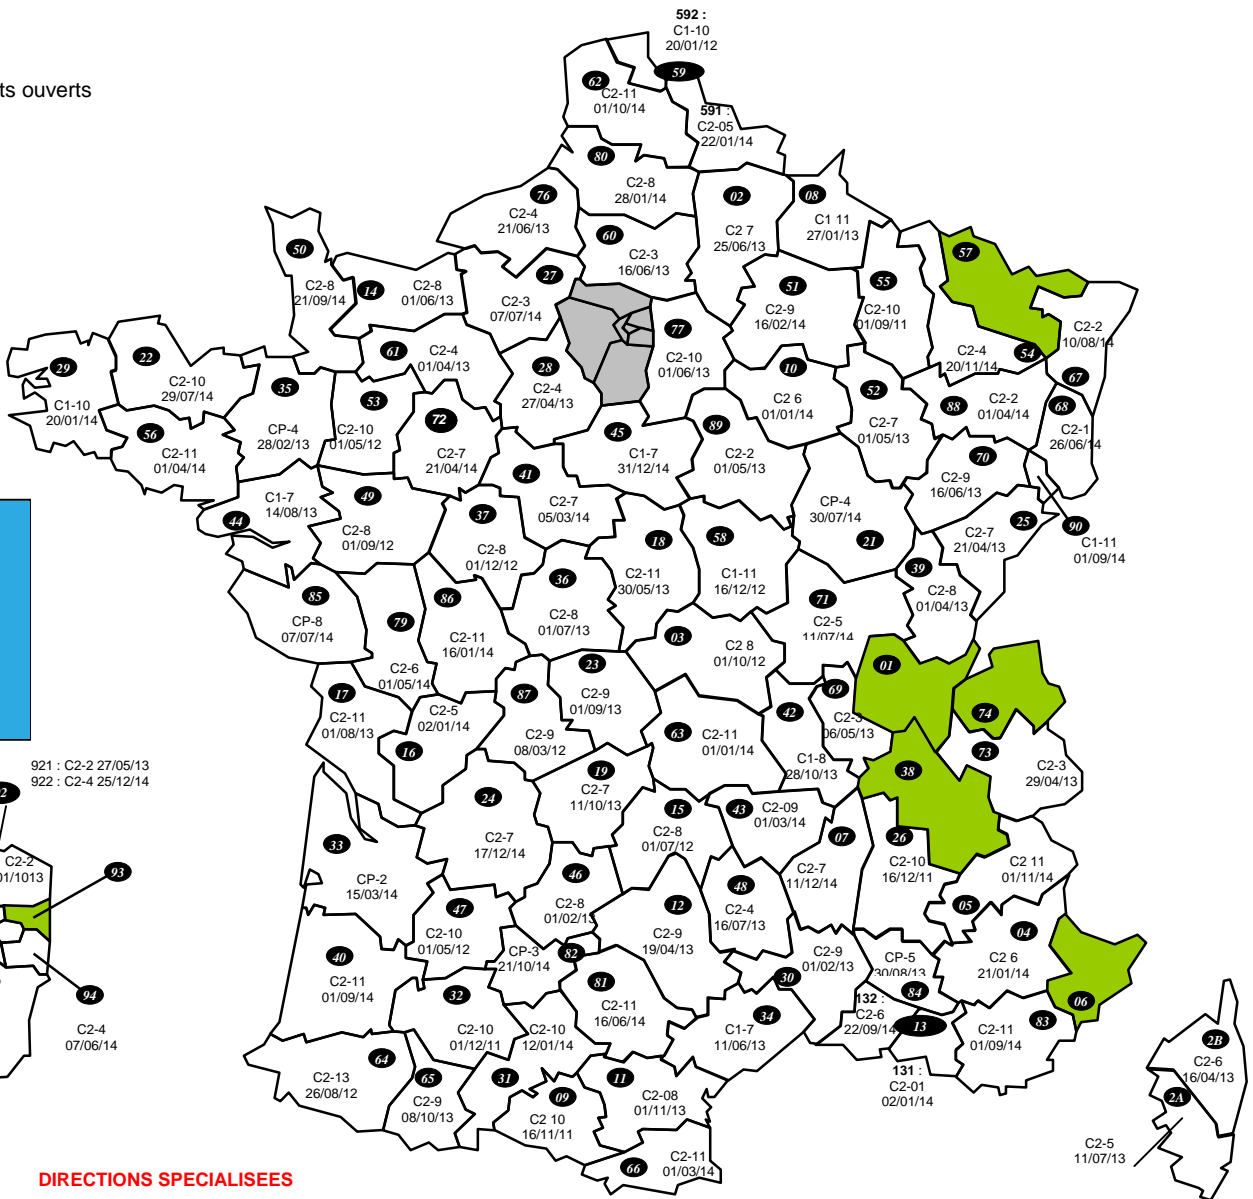 592 :
C1-10
20/01/12
59
ts ouverts
62
C2-11
01/10/14
591 :
C2-05
22/01/14
80
C2-8
28/01/14
76
C2-4
21/06/13
02
C2 7
25/06/13
08
C1 11
27/01/13
60
C2-3
16/06/13
50
C2-8
21/09/14
14
C2-8
01/06/13
27
C2-3
07/07/14
51
C2-9
16/02/14
55
C2-10
01/09/11
57
C2-2
10/08/14
67
C2-4
20/11/14
54
77
C2-10
01/06/13
61
C2-4
01/04/13
28
C2-4
27/04/13
10
C2 6
01/01/14
52
C2-7
01/05/13
88
C2-2
01/04/14
68
C2-1
26/06/14
29
C1-10
20/01/14
22
C2-10
29/07/14
56
C2-11
01/04/14
35
CP-4
28/02/13
53
C2-10
01/05/12
72
C2-7
21/04/14
45
C1-7
31/12/14
89
C2-2
01/05/13
70
C2-9
16/06/13
41
C2-7
05/03/14
CP-4
30/07/14
21
C2-7
21/04/13
25
90
C1-11
01/09/14
C1-7
14/08/13
44
49
C2-8
01/09/12
37
C2-8
01/12/12
18
C2-11
30/05/13
58
C1-11
16/12/12
39
C2-8
01/04/13
36
C2-8
01/07/13
71
C2-5
11/07/14
85
CP-8
07/07/14
79
C2-6
01/05/14
86
C2-11
16/01/14
03
C2 8
01/10/12
01
74
23
C2-9
01/09/13
17
C2-11
01/08/13
C2-5
02/01/14
16
87
C2-9
08/03/12
63
C2-11
01/01/14
42
C1-8
28/10/13
69
C2-3
06/05/13
73
C2-3
29/04/13
38
921 : C2-2 27/05/13
922 : C2-4 25/12/14
19
C2-7
11/10/13
24
C2-7
17/12/14
15
C2-8
01/07/12
43
C2-09
01/03/14
07
C2-7
11/12/14
26
C2-10
16/12/11
C2 11
01/11/14
05
33
CP-2
15/03/14
C2-2
93
46
C2-8
01/02/13
48
C2-4
16/07/13
12
C2-9
19/04/13
47
C2-10
01/05/12
CP-3
21/10/14
82
04
C2 6
21/01/14
06
C2-9
01/02/13
30
CP-5
30/08/13
84
40
C2-11
01/09/14
94
C2-4
07/06/14
32
C2-10
01/12/11
81
C2-11
16/06/14
34
C1-7
11/06/13
132 :
C2-6
22/09/14
13
131 :
C2-01
02/01/14
83
C2-11
01/09/14
C2-10
12/01/14
31
64
C2-13
26/08/12
65
C2-9
08/10/13
09
C2 10
16/11/11
11
C2-08
01/11/13
66
C2-11
01/03/14
2B
C2-6
16/04/13
2A
C2-5
11/07/13
DIRECTIONS SPECIALISEES